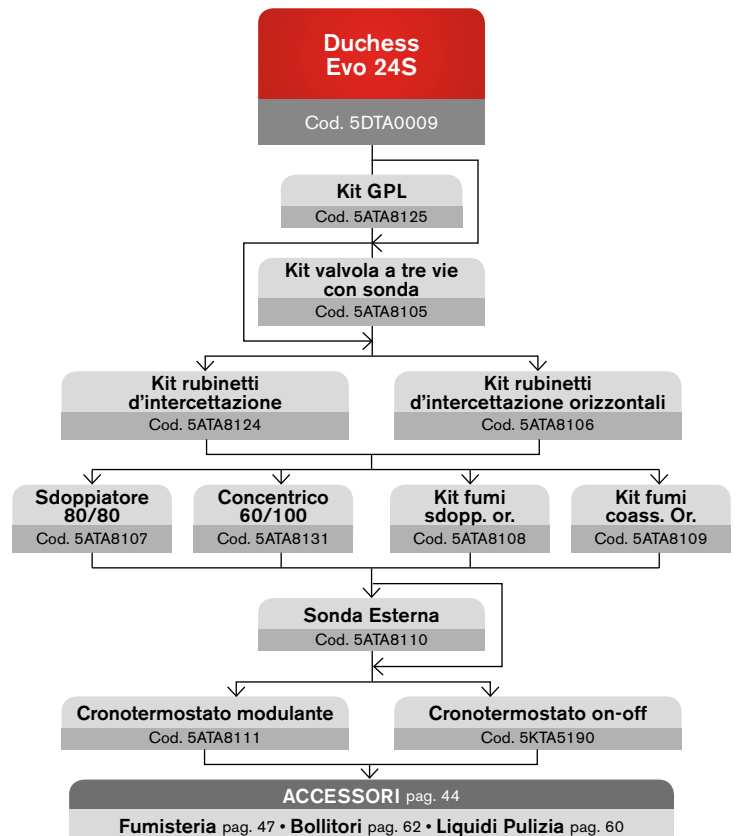 Duchess
Evo 24S
Cod. 5DTA0009
Kit GPL
Cod. 5ATA8125
Kit valvola a tre vie
con sonda
Cod. 5ATA8105
Kit rubinetti
d'intercettazione
Cod. 5ATA8124
Kit rubinetti
d'intercettazione orizzontali
Cod. 5ATA8106
Sdoppiatore
80/80
Cod. 5ATA8107
Concentrico
60/100
Cod. 5ATA8131
Kit fumi
sdopp. or.
Cod. 5ATA8108
Kit fumi
coass. Or.
Cod. 5ATA8109
Sonda Esterna
Cod. 5ATA8110
Cronotermostato modulante
Cod. 5ATA8111
Cronotermostato on-off
Cod. 5KTA5190
ACCESSORI pag. 44
Fumisteria pag. 47 • Bollitori pag. 62 • Liquidi Pulizia pag. 60